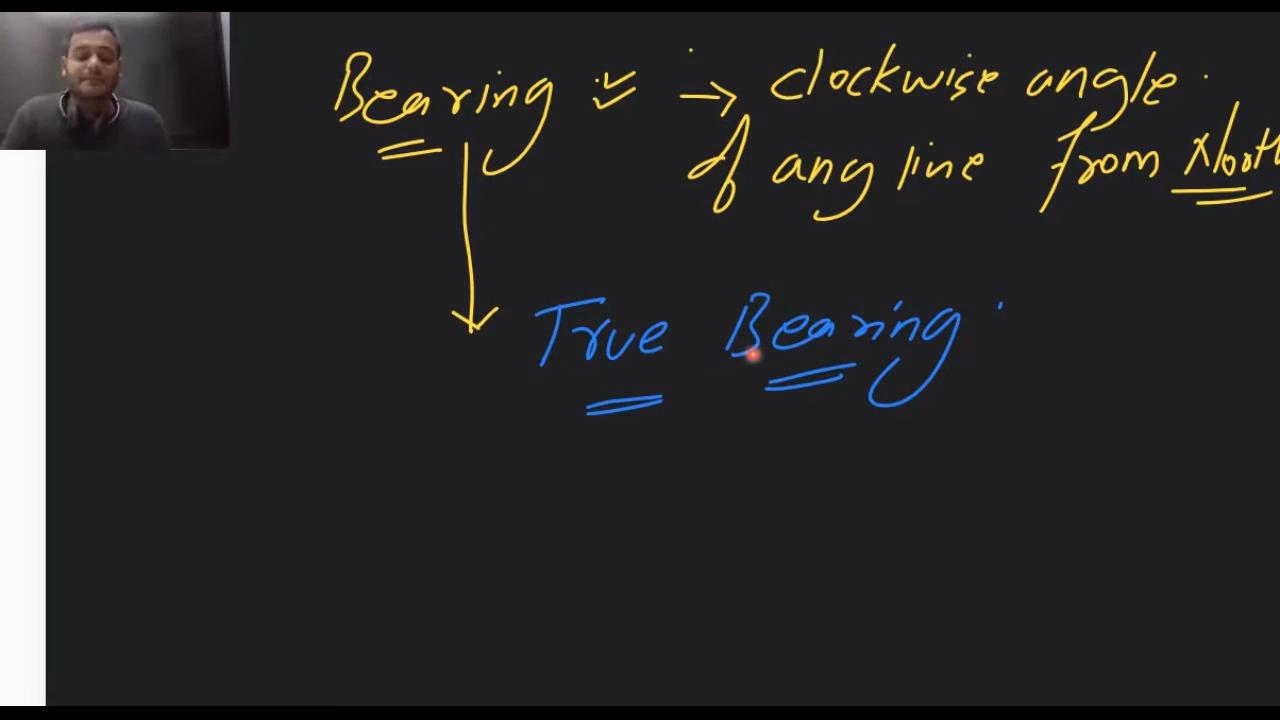 Bearing :- → clockwise angle.
of any line from North
True Bearing.